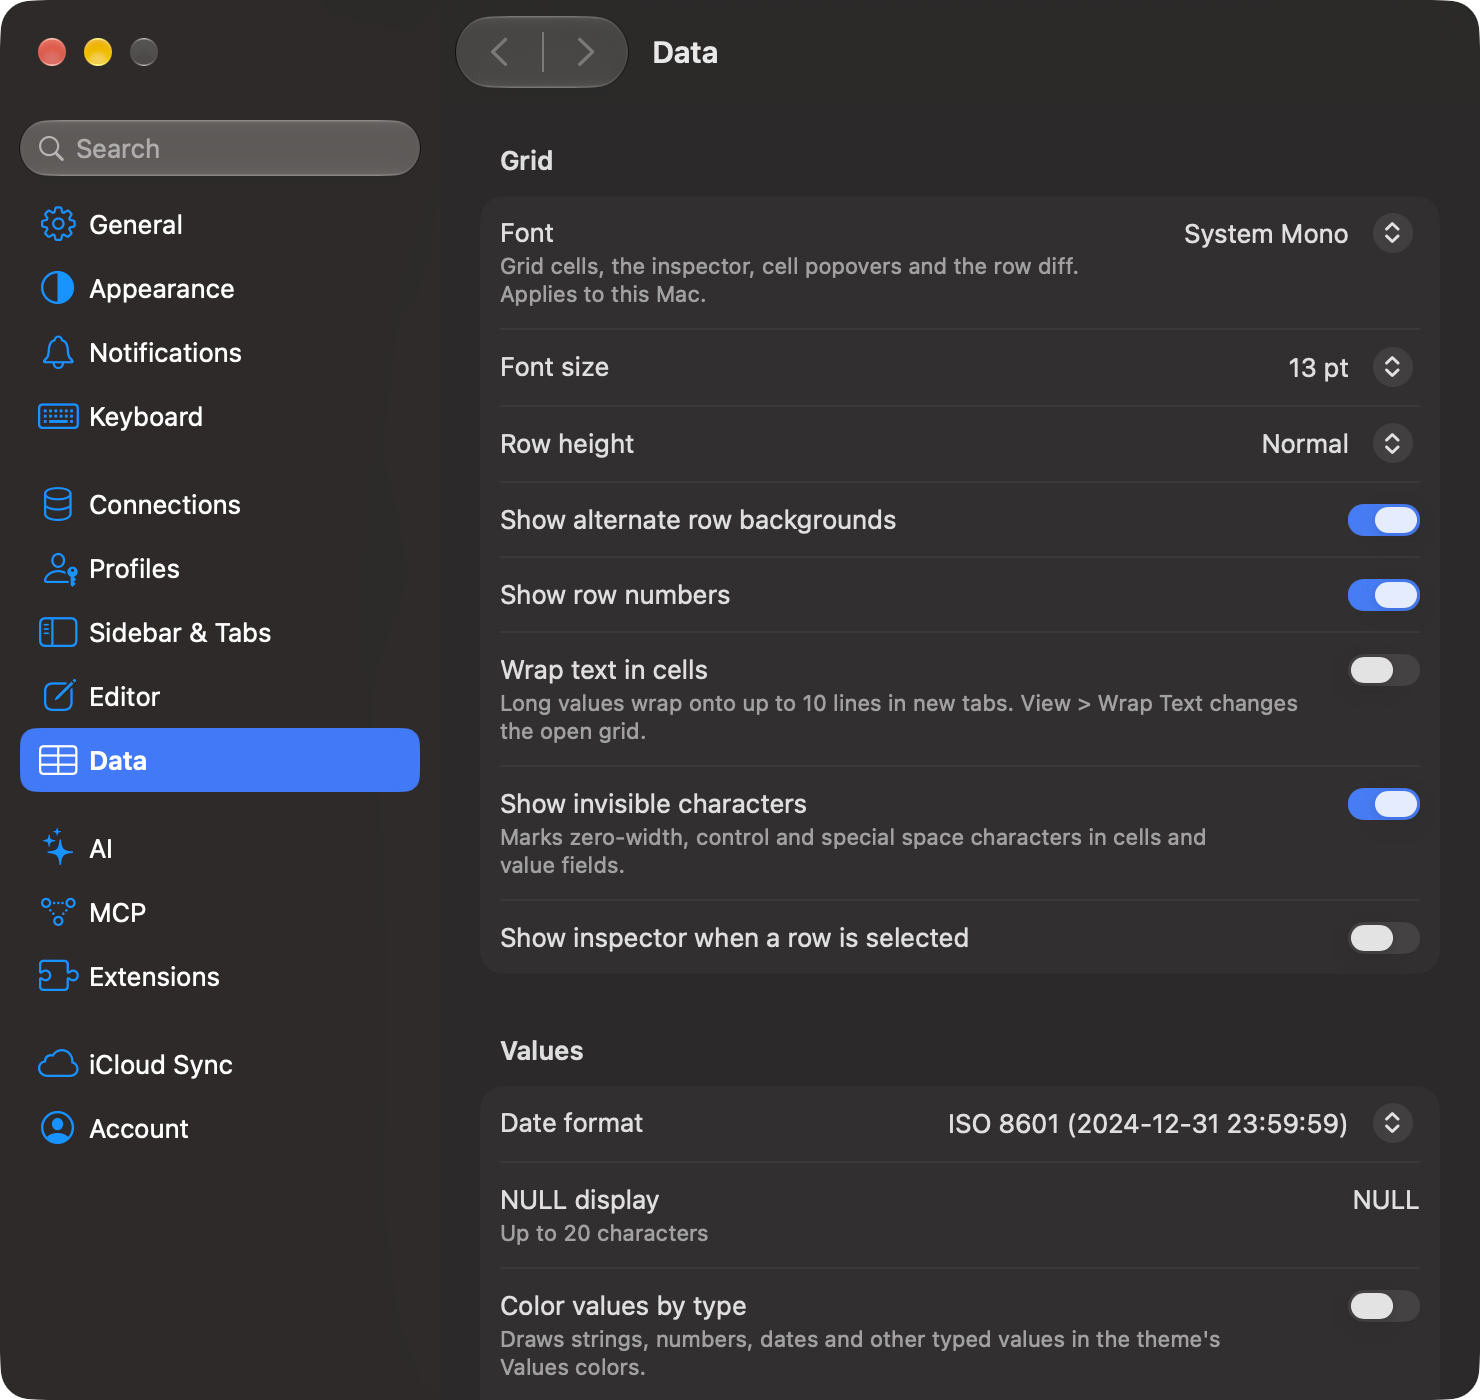 Data
Search
General
Appearance
Notifications
Keyboard
Connections
Profiles
Sidebar & Tabs
Editor
Data
AI
MCP
Extensions
iCloud Sync
Account
Grid
Font
System Mono
Grid cells, the inspector, cell popovers and the row diff.
Applies to this Mac.
Font size
13 pt
Row height
Normal
Show alternate row backgrounds
Show row numbers
Wrap text in cells
Long values wrap onto up to 10 lines in new tabs. View > Wrap Text changes
the open grid.
Show invisible characters
Marks zero-width, control and special space characters in cells and
value fields.
Show inspector when a row is selected
Values
Date format
ISO 8601 (2024-12-31 23:59:59)
NULL display
NULL
Up to 20 characters
Color values by type
Draws strings, numbers, dates and other typed values in the theme's
Values colors.